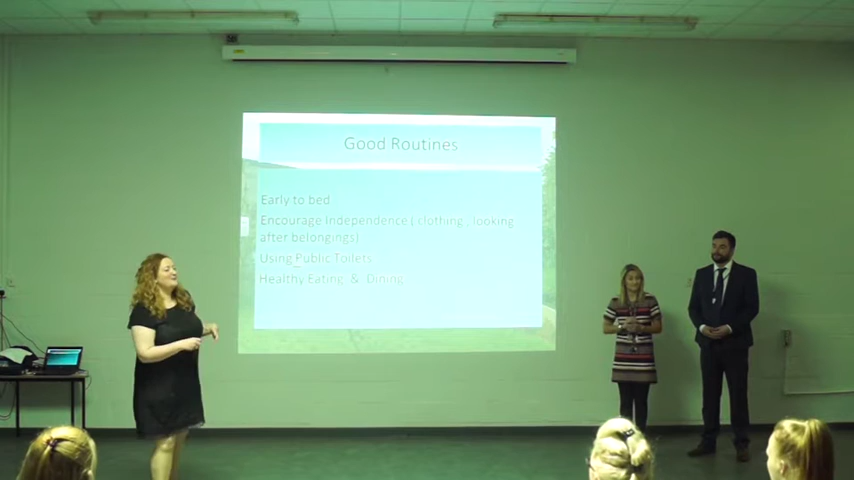 Good Routines
Early to bed
Encourage Independence ( clothing , looking
after belongings)
Using Public Toilets
Healthy Eating & Dining